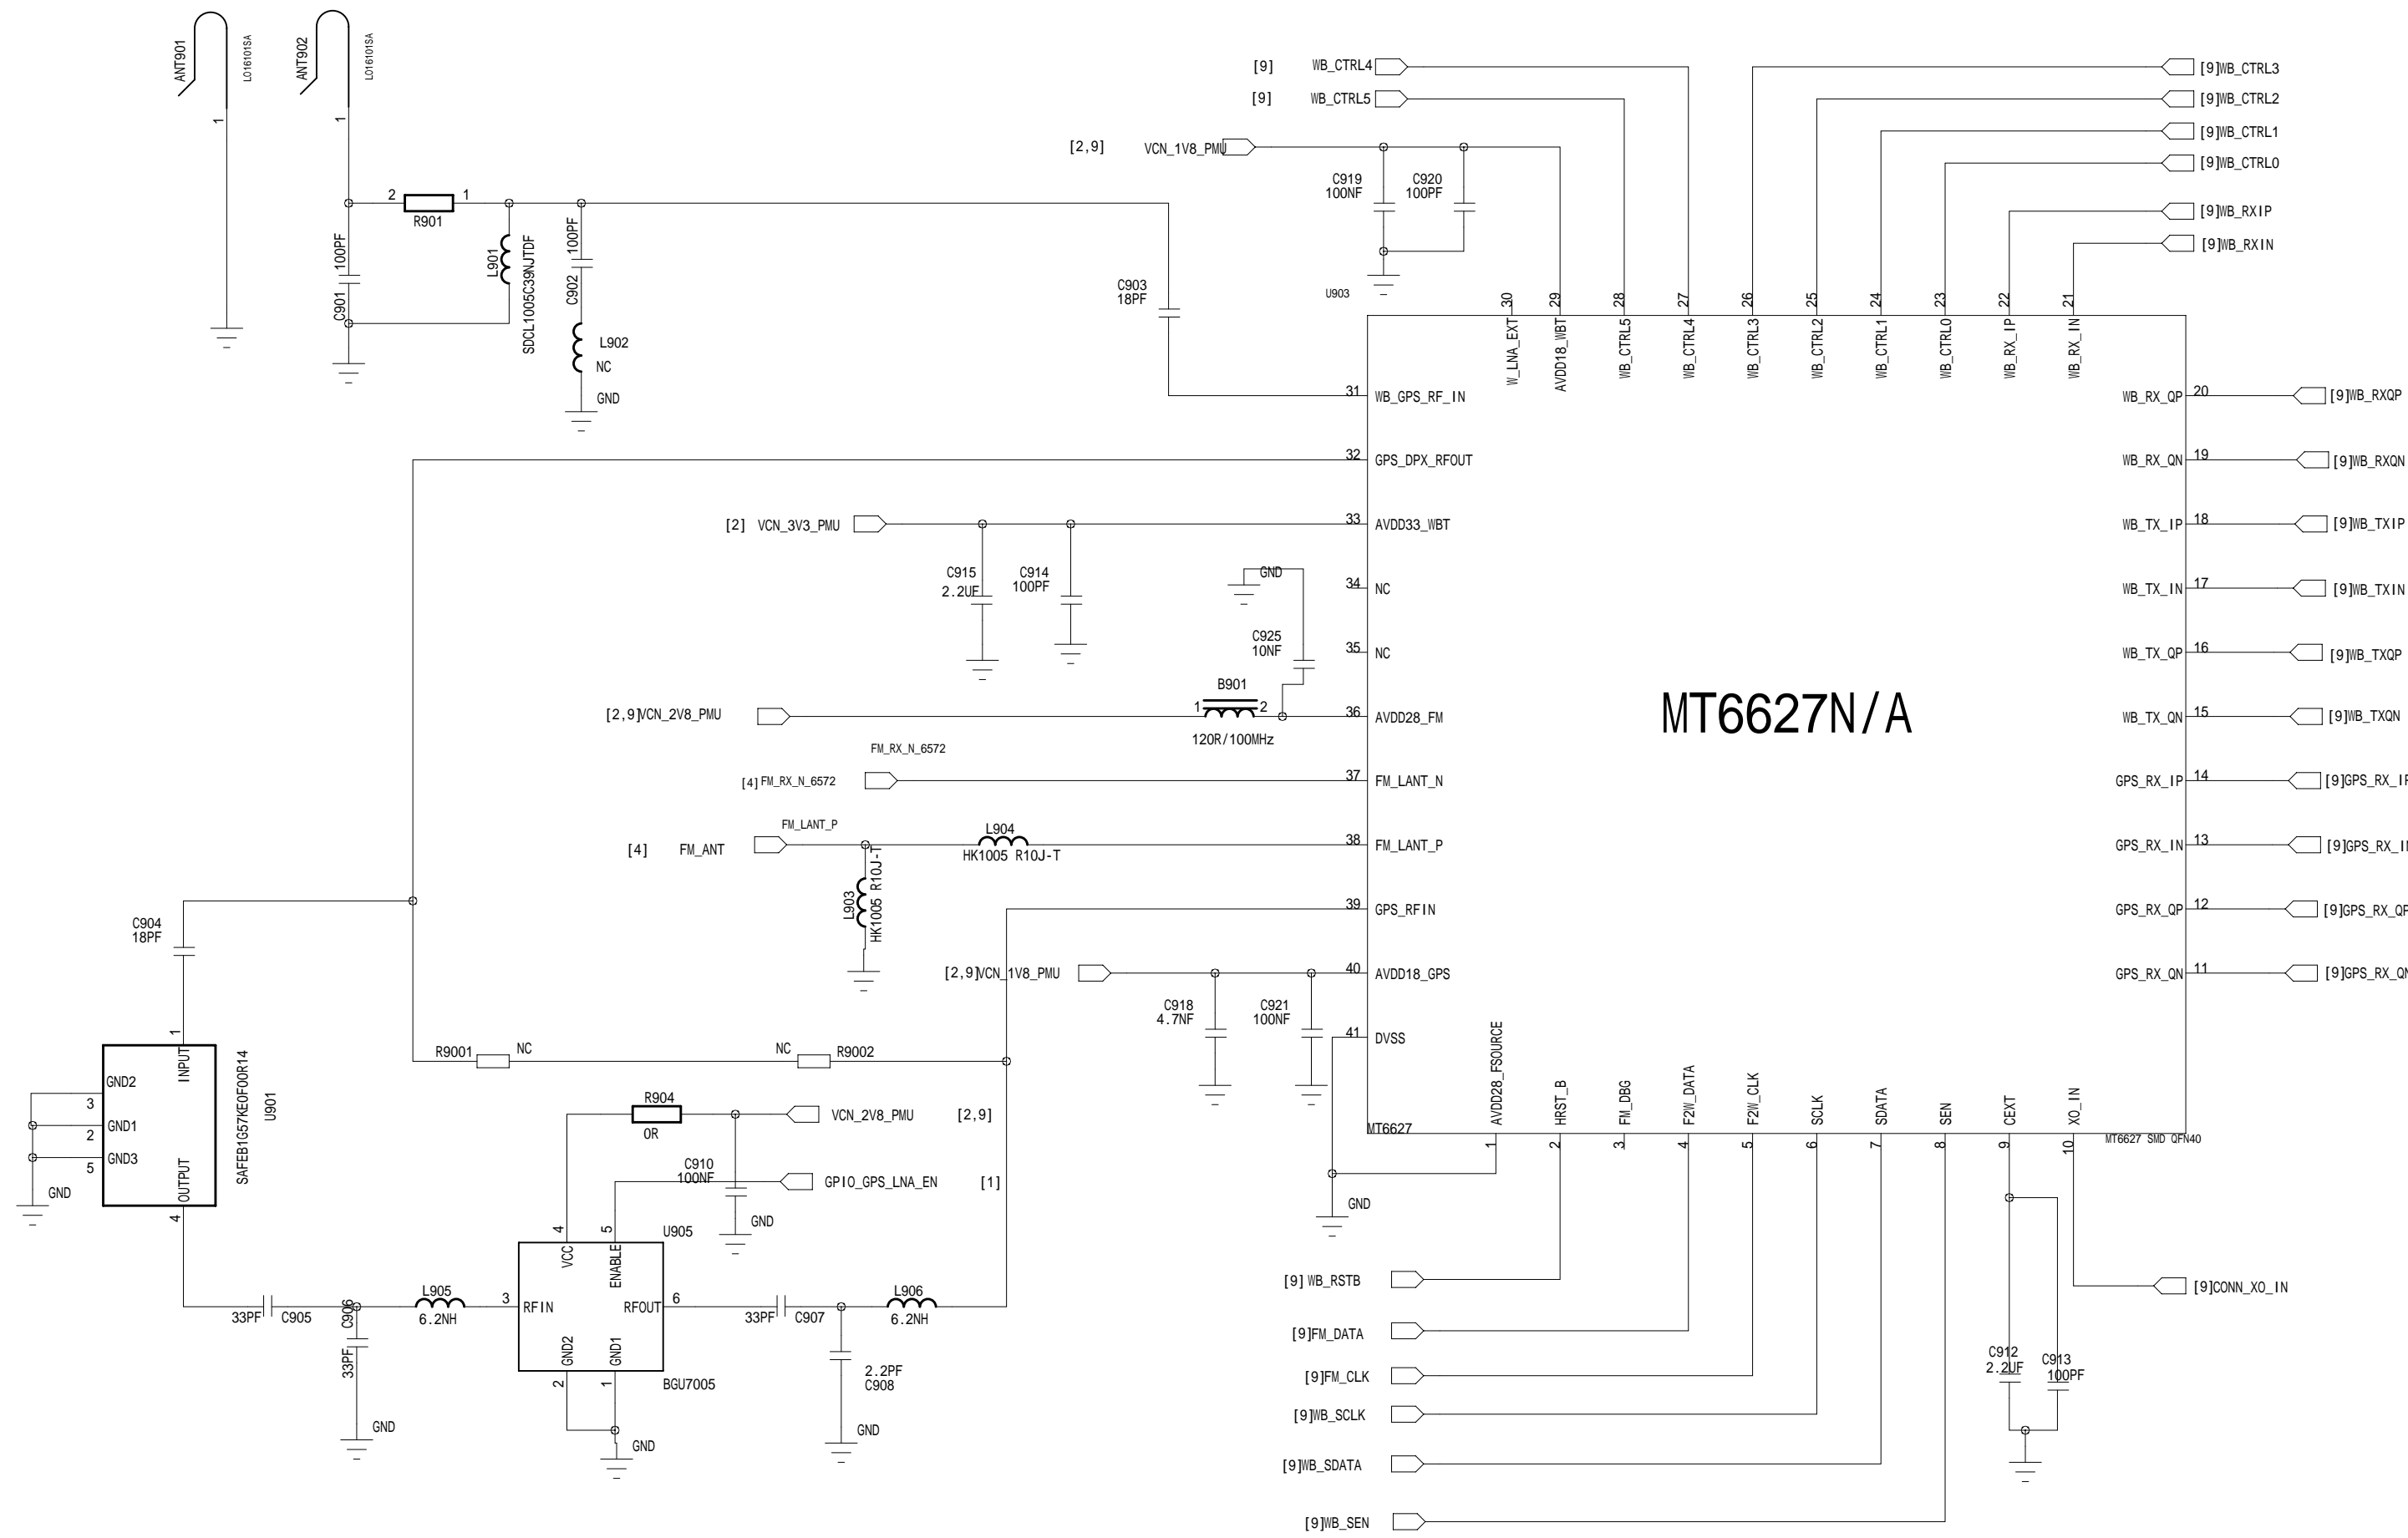 ANT901
L016101SA
1
ANT902
L016101SA
1
2
R901
1
100PF
C901
L901
SDCL1005C39NJTDF
100PF
C902
L902
NC
GND
C903
18PF
[9] WB_CTRL4
[9] WB_CTRL5
[2,9] VCN_1V8_PMU
C919
100NF
C920
100PF
[9]WB_CTRL3
[9]WB_CTRL2
[9]WB_CTRL1
[9]WB_CTRL0
[9]WB_RXIP
[9]WB_RXIN
U903
30
29
28
27
26
25
24
23
22
21
W_LNA_EXT
AVDD18_WBT
WB_CTRL5
WB_CTRL4
WB_CTRL3
WB_CTRL2
WB_CTRL1
WB_CTRL0
WB_RX_IP
WB_RX_IN
31 WB_GPS_RF_IN
32 GPS_DPX_RFOUT
[2] VCN_3V3_PMU
33 AVDD33_WBT
C915
2.2UF
C914
100PF
34 NC
GND
C925
10NF
35 NC
B901
1
2
120R/100MHz
[2,9]VCN_2V8_PMU
36 AVDD28_FM
FM_RX_N_6572
[4] FM_RX_N_6572
37 FM_LANT_N
FM_LANT_P
[4] FM_ANT
L904
HK1005 R10J-T
38 FM_LANT_P
L903
HK1005 R10J-T
39 GPS_RFIN
[2,9]VCN_1V8_PMU
40 AVDD18_GPS
C918
4.7NF
C921
100NF
41 DVSS
MT6627N/A
WB_RX_QP 20 [9]WB_RXQP
WB_RX_QN 19 [9]WB_RXQN
WB_TX_IP 18 [9]WB_TXIP
WB_TX_IN 17 [9]WB_TXIN
WB_TX_QP 16 [9]WB_TXQP
WB_TX_QN 15 [9]WB_TXQN
GPS_RX_IP 14 [9]GPS_RX_IP
GPS_RX_IN 13 [9]GPS_RX_IN
GPS_RX_QP 12 [9]GPS_RX_QP
GPS_RX_QN 11 [9]GPS_RX_QN
AVDD28_FSOURCE
HRST_B
FM_DBG
F2W_DATA
F2W_CLK
SCLK
SDATA
SEN
CEXT
XO_IN
MT6627
MT6627 SMD QFN40
1
2
3
4
5
6
7
8
9
10
GND
C904
18PF
1
INPUT
GND2
3
GND1
2
GND3
5
OUTPUT
4
SAFEB1G57KE0F00R14
U901
GND
R9001
NC
NC
R9002
R904
0R
VCN_2V8_PMU [2,9]
C910
100NF
GPIO_GPS_LNA_EN [1]
GND
U905
4
VCC
5
ENABLE
3
RFIN
RFOUT
6
GND2
GND1
2
1
BGU7005
GND
33PF
C905
C906
33PF
GND
L905
6.2NH
33PF
C907
L906
6.2NH
2.2PF
C908
GND
[9] WB_RSTB
[9]FM_DATA
[9]FM_CLK
[9]WB_SCLK
[9]WB_SDATA
[9]WB_SEN
[9]CONN_XO_IN
C912
2.2UF
C913
100PF